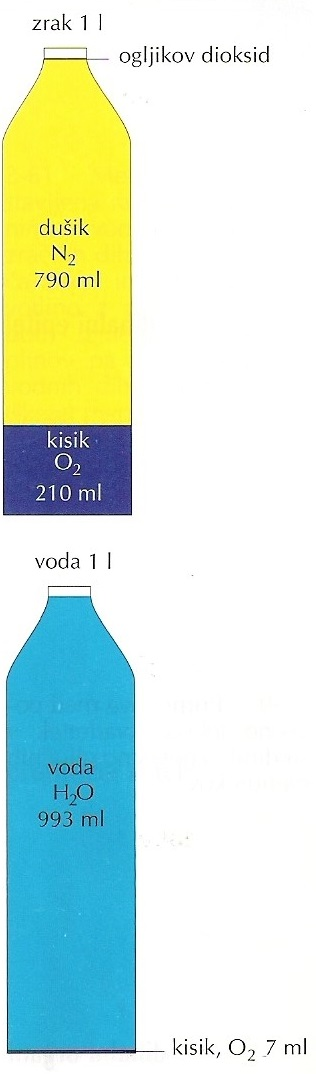 zrak 1 l
ogljikov dioksid
dušik
N₂
790 ml
kisik
O₂
210 ml
voda 1 l
voda
H₂O
993 ml
kisik, O₂ 7 ml